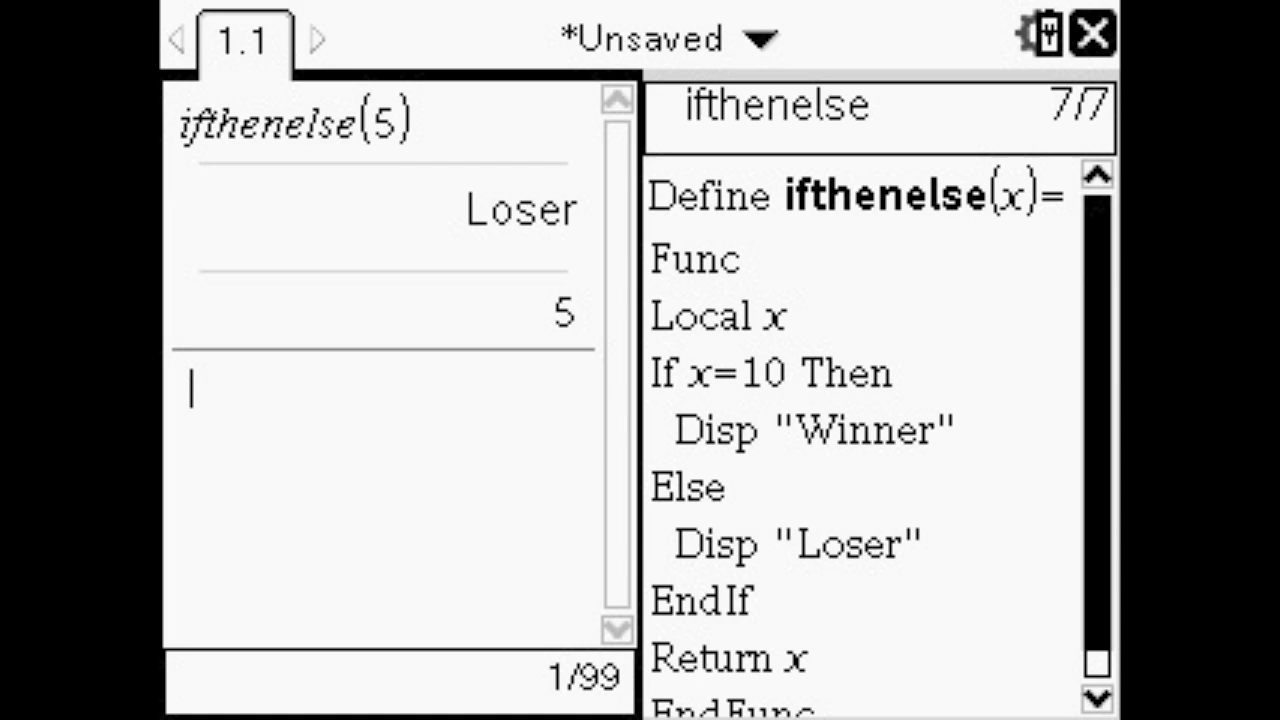 1.1
*Unsaved
ifthenelse(5)
Loser
5
1/99
ifthenelse 7/7
Define ifthenelse(x)=
Func
Local x
If x=10 Then
Disp "Winner"
Else
Disp "Loser"
EndIf
Return x
EndFunc